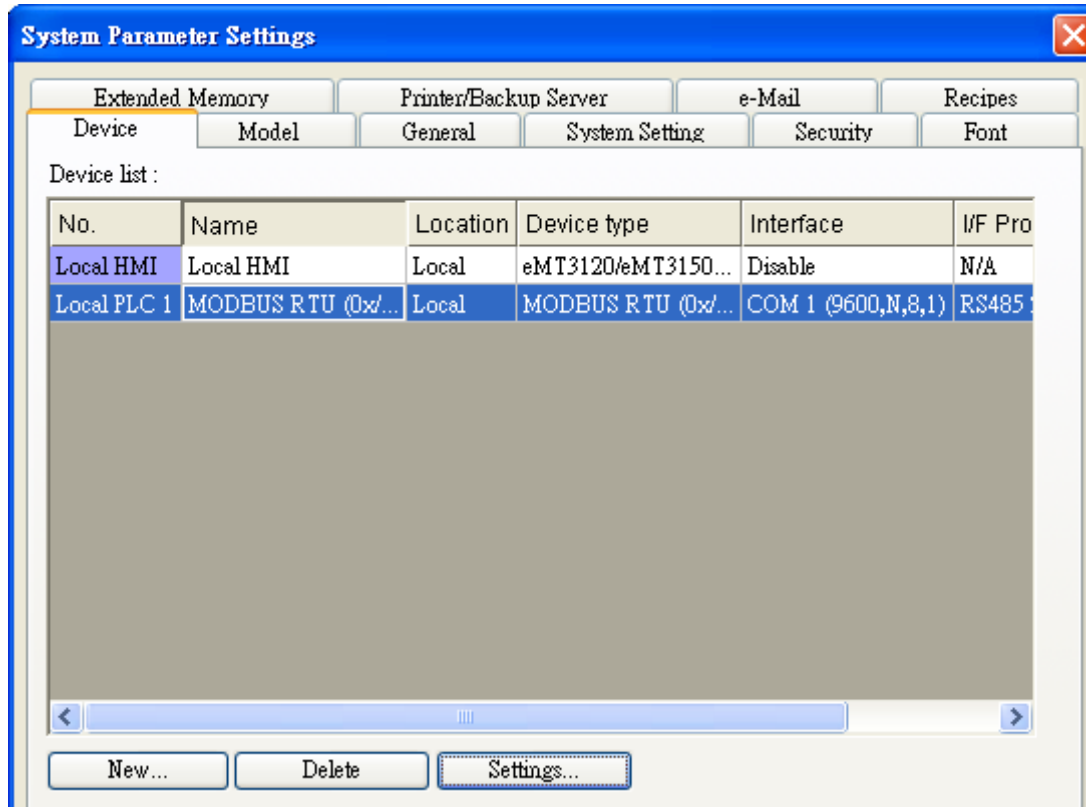 System Parameter Settings
Extended Memory Printer/Backup Server e-Mail Recipes
Device Model General System Setting Security Font
Device list :
No. Name Location Device type Interface I/F Pro
Local HMI Local HMI Local eMT3120/eMT3150... Disable N/A
Local PLC 1 MODBUS RTU (0x/... Local MODBUS RTU (0x/... COM 1 (9600,N,8,1) RS485
New... Delete Settings...